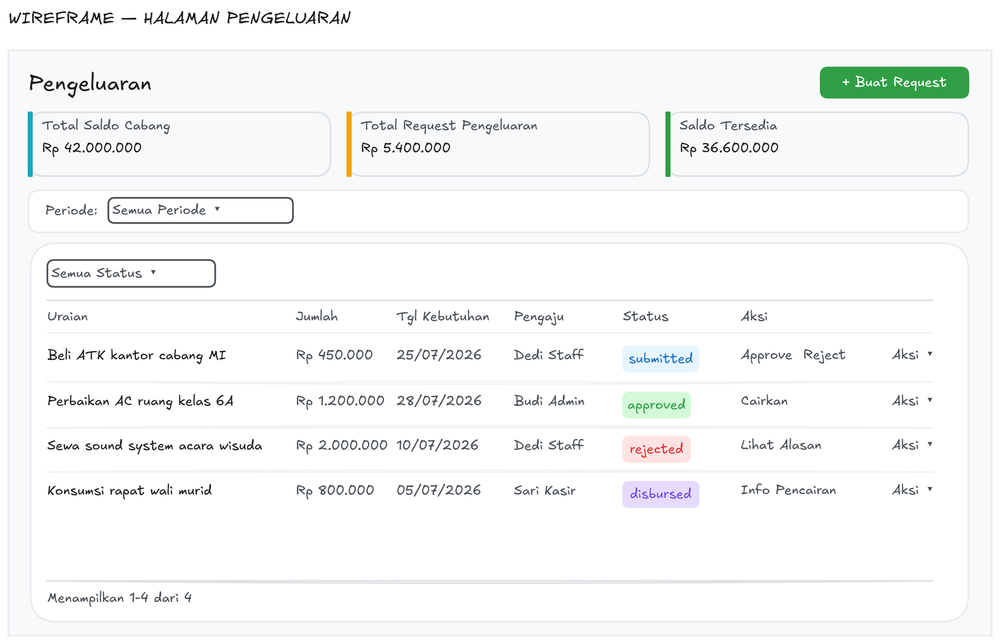 WIREFRAME — HALAMAN PENGELUARAN
Pengeluaran
+ Buat Request
Total Saldo Cabang
Rp 42.000.000
Total Request Pengeluaran
Rp 5.400.000
Saldo Tersedia
Rp 36.600.000
Periode: Semua Periode ▾
Semua Status ▾
Uraian Jumlah Tgl Kebutuhan Pengaju Status Aksi
Beli ATK kantor cabang MI Rp 450.000 25/07/2026 Dedi Staff submitted Approve Reject Aksi ▾
Perbaikan AC ruang kelas 6A Rp 1.200.000 28/07/2026 Budi Admin approved Cairkan Aksi ▾
Sewa sound system acara wisuda Rp 2.000.000 10/07/2026 Dedi Staff rejected Lihat Alasan Aksi ▾
Konsumsi rapat wali murid Rp 800.000 05/07/2026 Sari Kasir disbursed Info Pencairan Aksi ▾
Menampilkan 1-4 dari 4